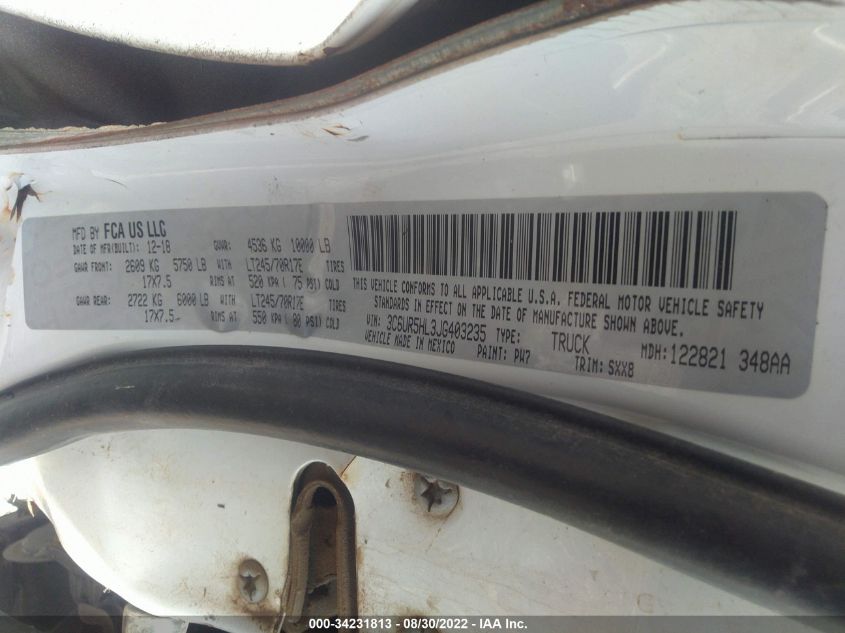 MFD BY FCA US LLC
DATE OF MFR(BUILT): 12-18 GVWR: 4536 KG 10000 LB
GAWR FRONT: 2609 KG 5750 LB WITH LT245/70R17E TIRES
17X7.5 RIMS AT 520 KPA( 75 PSI) COLD
GAWR REAR: 2722 KG 6000 LB WITH LT245/70R17E TIRES
17X7.5 RIMS AT 550 KPA( 80 PSI) COLD
THIS VEHICLE CONFORMS TO ALL APPLICABLE U.S.A. FEDERAL MOTOR VEHICLE SAFETY
STANDARDS IN EFFECT ON THE DATE OF MANUFACTURE SHOWN ABOVE.
VIN: 3C6UR5HL3JG403235 TYPE: TRUCK MDH: 122821 348AA
VEHICLE MADE IN MEXICO PAINT: PW7 TRIM: SXX8
000-34231813 - 08/30/2022 - IAA Inc.